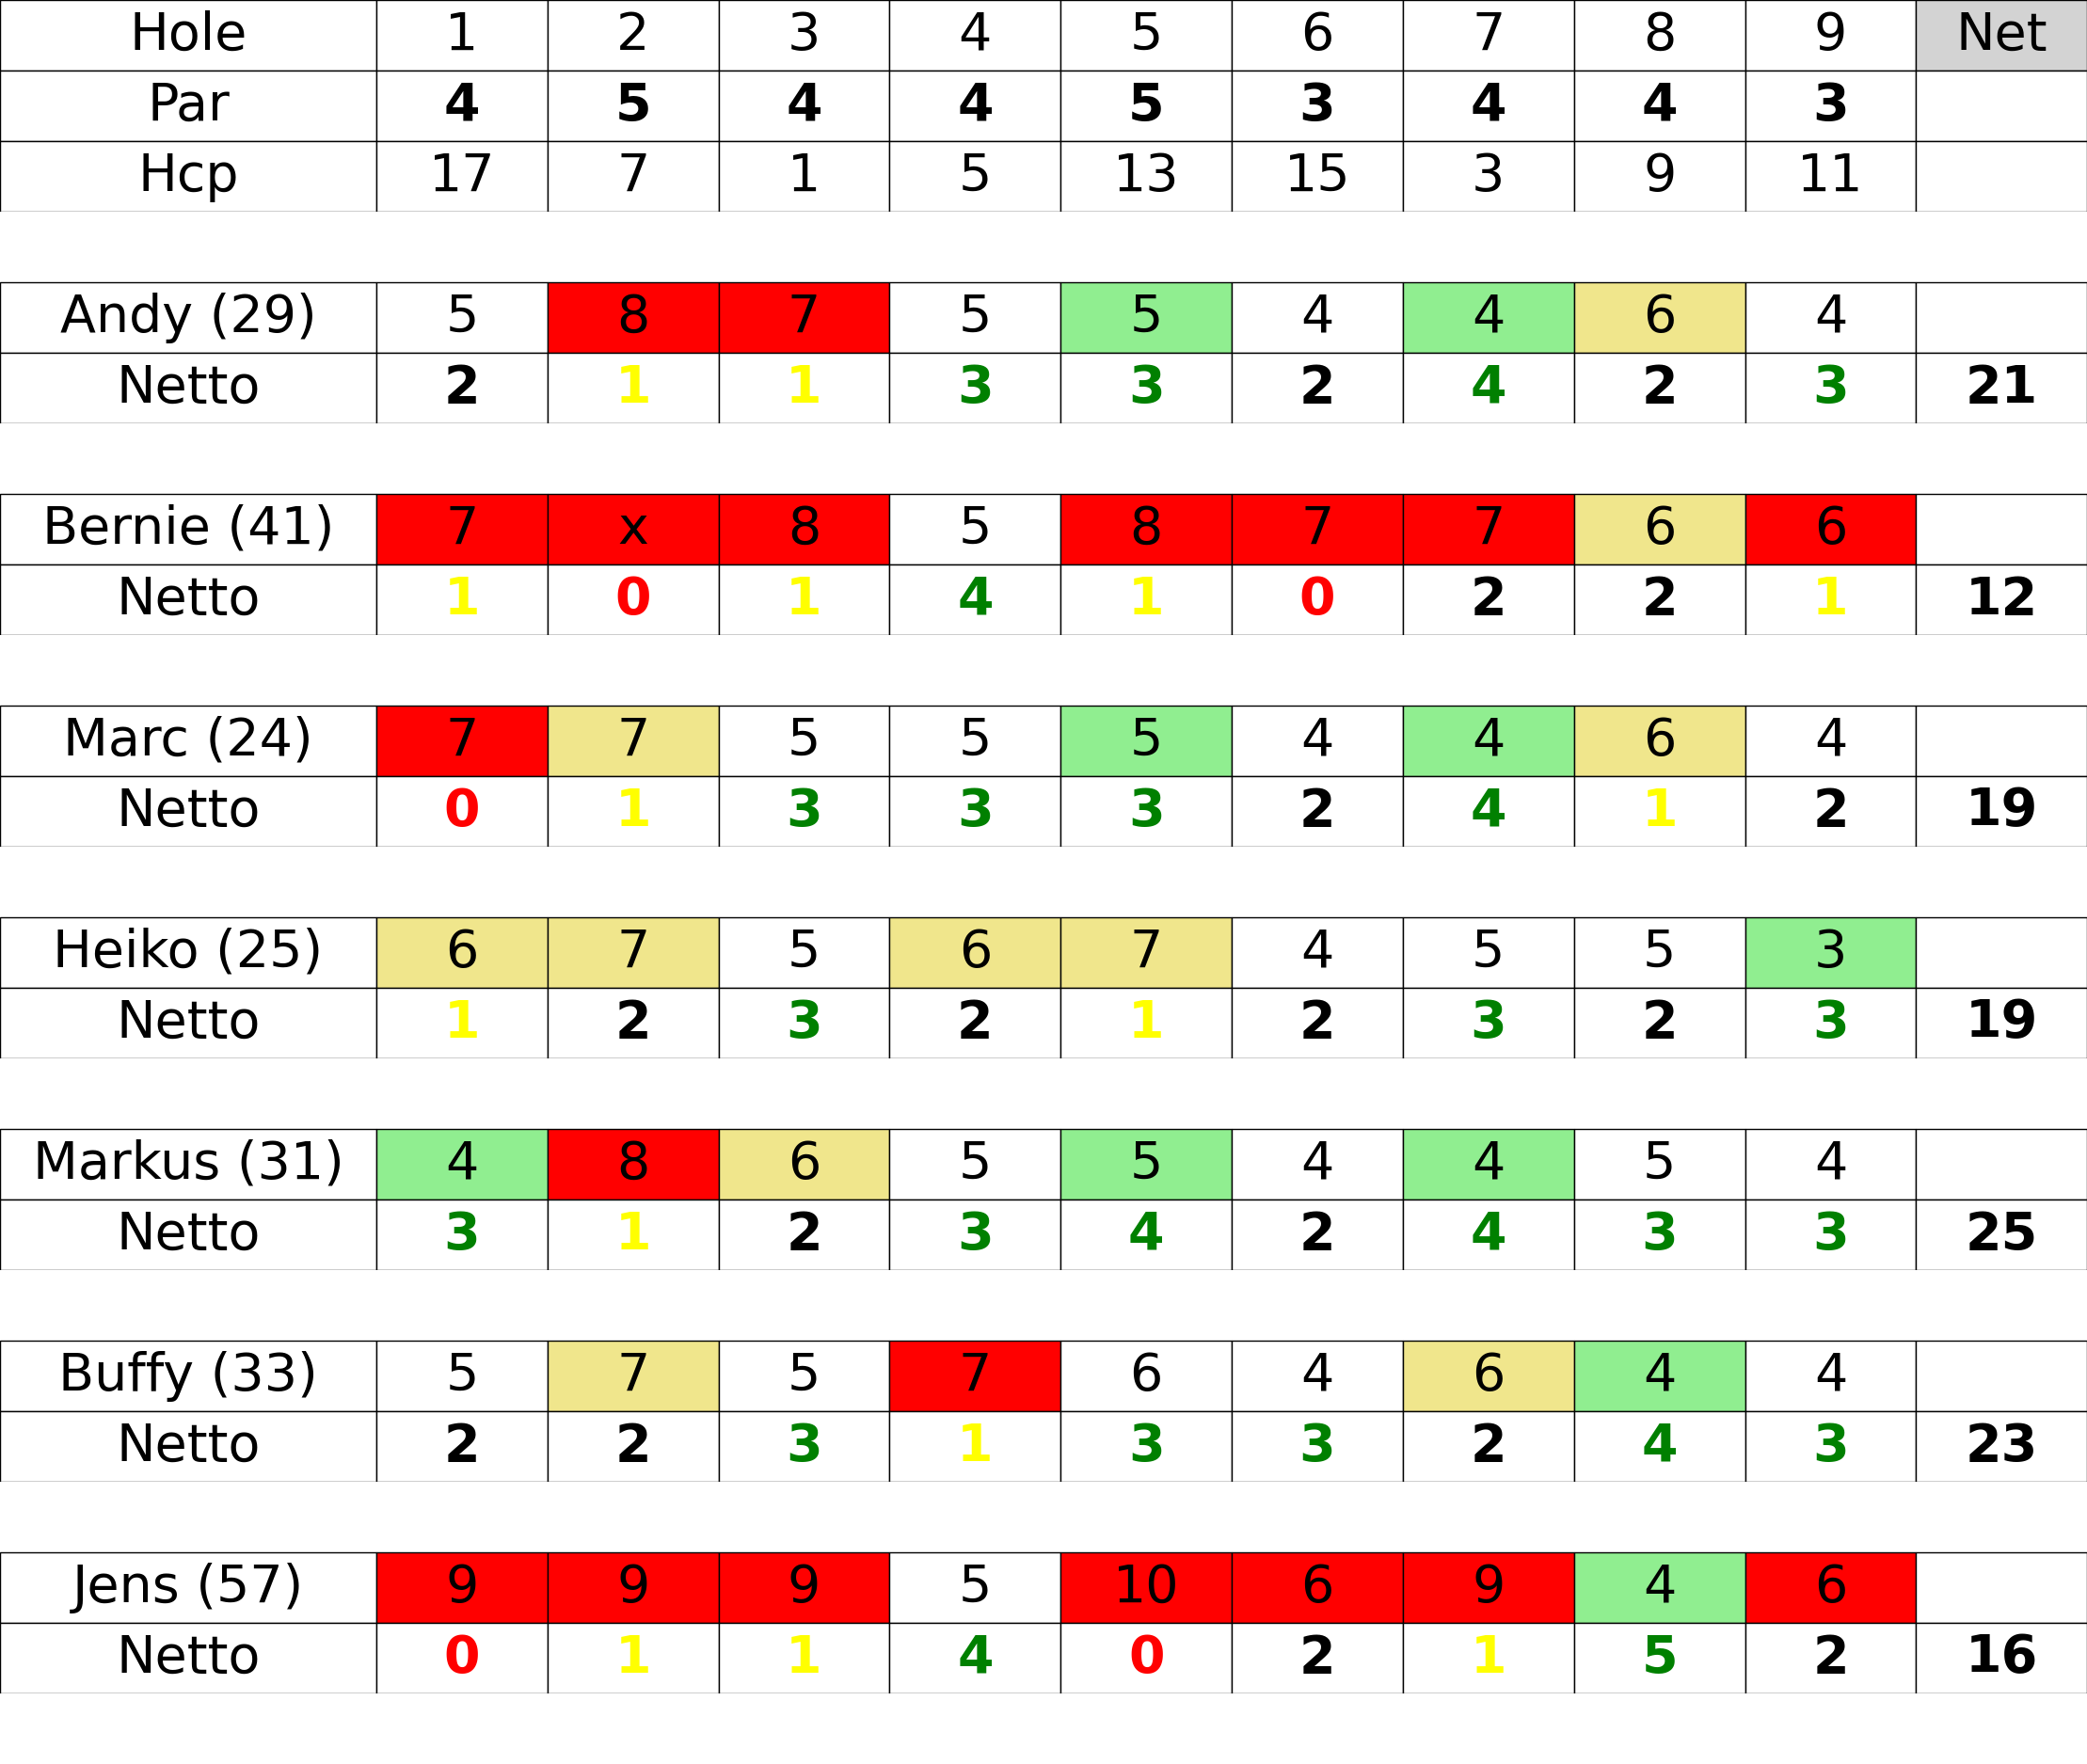 Hole 1 2 3 4 5 6 7 8 9 Net
Par 4 5 4 4 5 3 4 4 3
Hcp 17 7 1 5 13 15 3 9 11
Andy (29) 5 8 7 5 5 4 4 6 4
Netto 2 1 1 3 3 2 4 2 3 21
Bernie (41) 7 x 8 5 8 7 7 6 6
Netto 1 0 1 4 1 0 2 2 1 12
Marc (24) 7 7 5 5 5 4 4 6 4
Netto 0 1 3 3 3 2 4 1 2 19
Heiko (25) 6 7 5 6 7 4 5 5 3
Netto 1 2 3 2 1 2 3 2 3 19
Markus (31) 4 8 6 5 5 4 4 5 4
Netto 3 1 2 3 4 2 4 3 3 25
Buffy (33) 5 7 5 7 6 4 6 4 4
Netto 2 2 3 1 3 3 2 4 3 23
Jens (57) 9 9 9 5 10 6 9 4 6
Netto 0 1 1 4 0 2 1 5 2 16